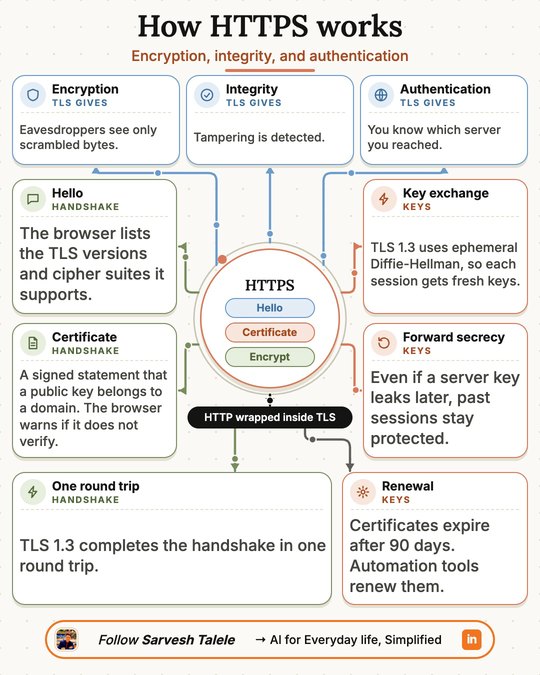 How HTTPS works
Encryption, integrity, and authentication
Encryption
TLS GIVES
Eavesdroppers see only
scrambled bytes.
Integrity
TLS GIVES
Tampering is detected.
Authentication
TLS GIVES
You know which server
you reached.
Hello
HANDSHAKE
The browser lists
the TLS versions
and cipher suites it
supports.
Key exchange
KEYS
TLS 1.3 uses ephemeral
Diffie-Hellman, so each
session gets fresh keys.
HTTPS
Hello
Certificate
Encrypt
Certificate
HANDSHAKE
A signed statement that
a public key belongs to
a domain. The browser
warns if it does not
verify.
Forward secrecy
KEYS
Even if a server key
leaks later, past
sessions stay
protected.
HTTP wrapped inside TLS
One round trip
HANDSHAKE
TLS 1.3 completes the handshake in one
round trip.
Renewal
KEYS
Certificates expire
after 90 days.
Automation tools
renew them.
Follow Sarvesh Talele → AI for Everyday life, Simplified
in